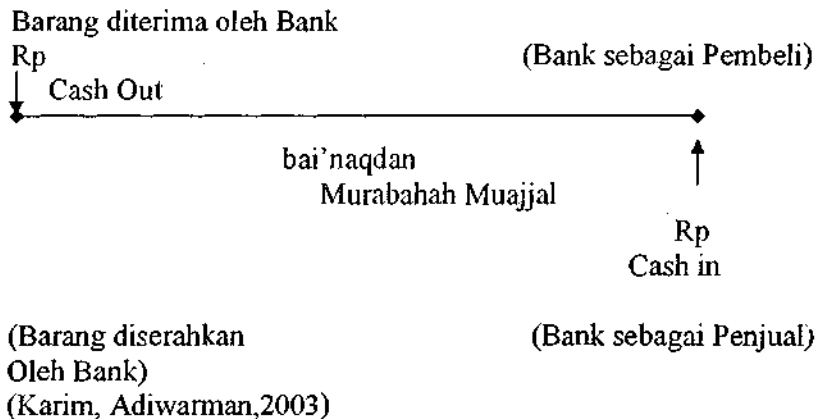 Barang diterima oleh Bank
Rp (Bank sebagai Pembeli)
Cash Out
bai'naqdan
Murabahah Muajjal
Rp
Cash in
(Barang diserahkan (Bank sebagai Penjual)
Oleh Bank)
(Karim, Adiwarman,2003)